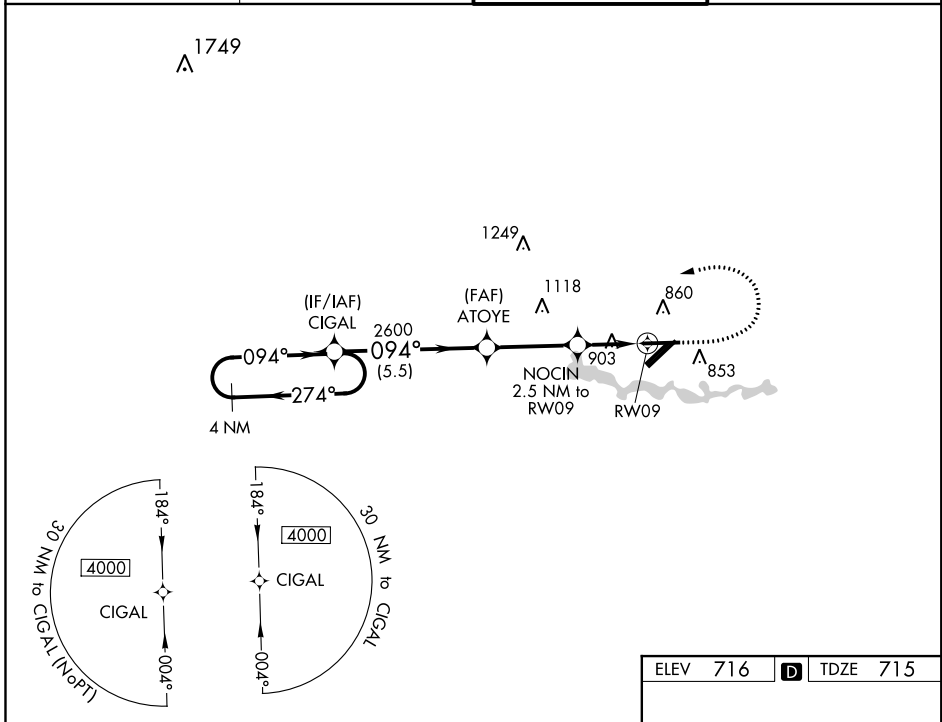 1749
1249
1118
860
(IF/IAF)
CIGAL
(FAF)
ATOYE
2600
094°
094°
(5.5)
903
853
NOCIN
2.5 NM to
RW09
RW09
274°
4 NM
184°
4000
CIGAL
004°
30 NM to CIGAL (NoPT)
184°
4000
CIGAL
004°
30 NM to CIGAL
ELEV 716 D TDZE 715